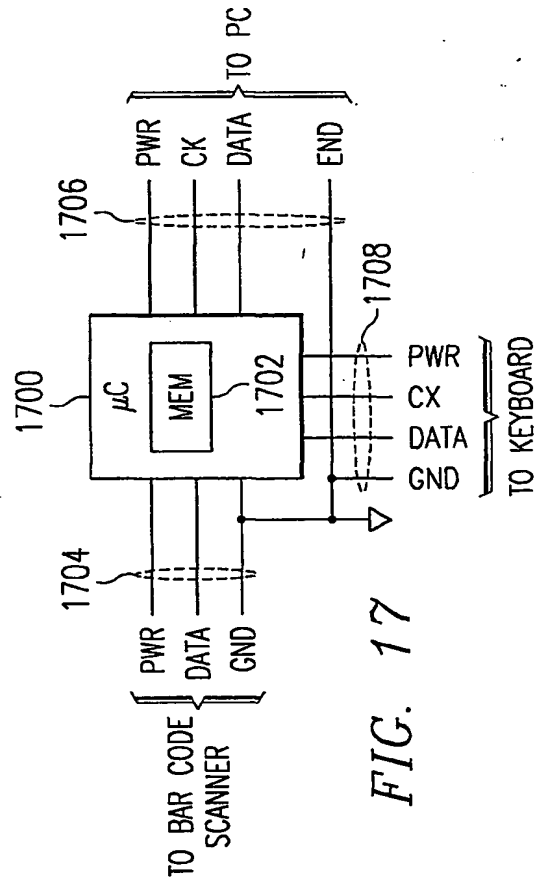 1700
μC
MEM
1702
1704
PWR
DATA
GND
TO BAR CODE
SCANNER
1706
PWR
CK
DATA
END
TO PC
1708
PWR
CX
DATA
GND
TO KEYBOARD
FIG. 17